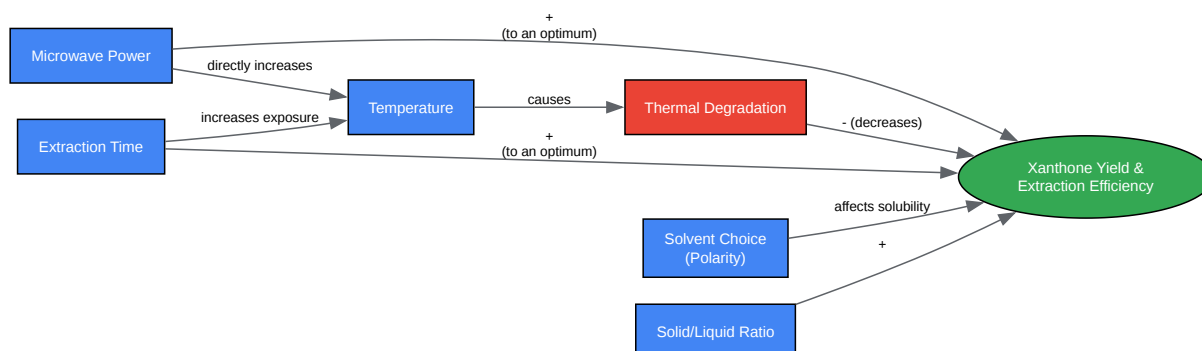 +
(to an optimum)
Microwave Power
directly increases
Temperature
causes
Thermal Degradation
increases exposure
- (decreases)
Extraction Time
+
(to an optimum)
Xanthone Yield &
Extraction Efficiency
affects solubility
Solvent Choice
(Polarity)
+
Solid/Liquid Ratio